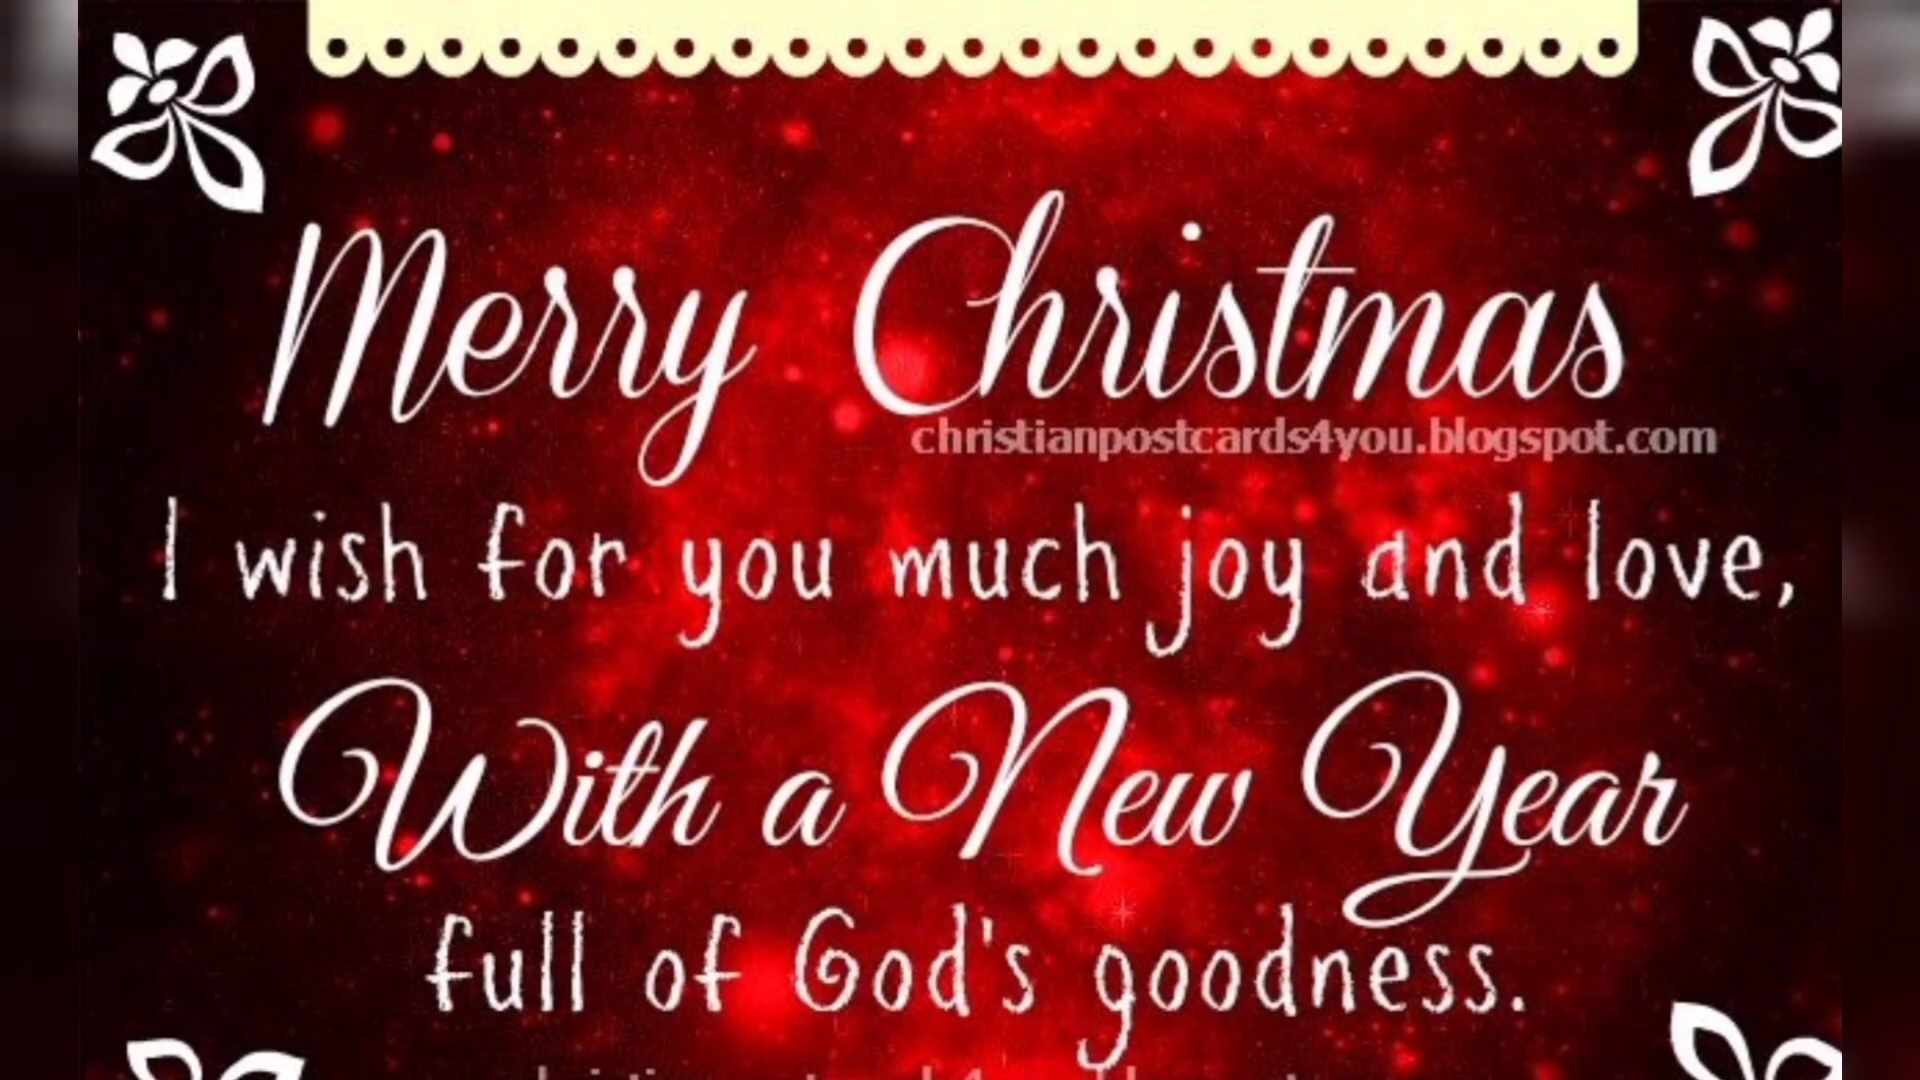 Merry Christmas
christianpostcards4you.blogspot.com
I wish for you much joy and love,
With a New Year
full of God's goodness.